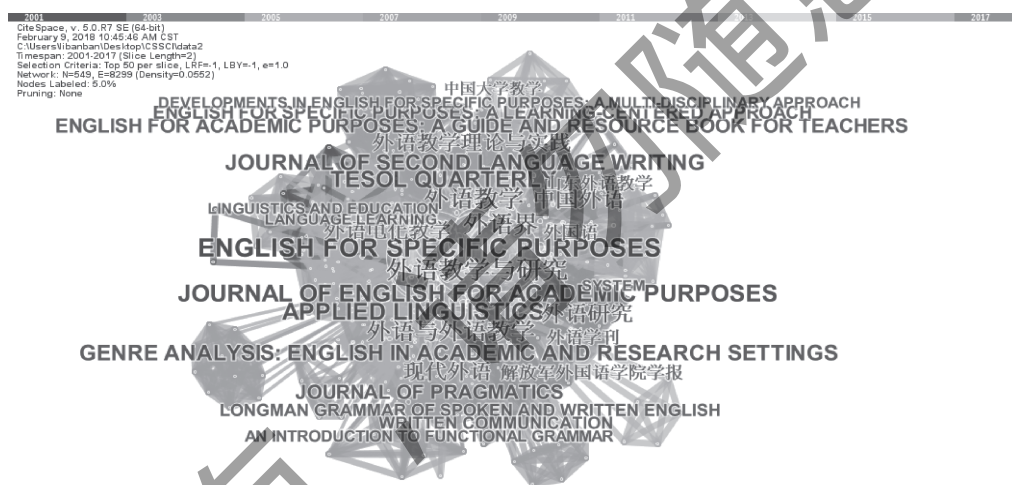 2001 2003 2005 2007 2009 2011 2013 2015 2017
CiteSpace, v. 5.0.R7 SE (64-bit)
February 9, 2018 10:45:46 AM CST
C:\Users\libanban\Desktop\CSSCI\data2
Timespan: 2001-2017 (Slice Length=2)
Selection Criteria: Top 50 per slice, LRF=-1, LBY=-1, e=1.0
Network: N=549, E=8299 (Density=0.0552)
Nodes Labeled: 5.0%
Pruning: None
中国大学教学
DEVELOPMENTS IN ENGLISH FOR SPECIFIC PURPOSES: A MULTI-DISCIPLINARY APPROACH
ENGLISH FOR SPECIFIC PURPOSES: A LEARNING-CENTERED APPROACH
ENGLISH FOR ACADEMIC PURPOSES: A GUIDE AND RESOURCE BOOK FOR TEACHERS
外语教学理论与实践
JOURNAL OF SECOND LANGUAGE WRITING
TESOL QUARTERLY 山东外语教学
外语教学 中国外语
LINGUISTICS AND EDUCATION
LANGUAGE LEARNING 外语界
外语电化教学 外国语
ENGLISH FOR SPECIFIC PURPOSES
外语教学与研究
SYSTEM
JOURNAL OF ENGLISH FOR ACADEMIC PURPOSES
APPLIED LINGUISTICS 外语研究
外语与外语教学 外语学刊
GENRE ANALYSIS: ENGLISH IN ACADEMIC AND RESEARCH SETTINGS
现代外语 解放军外国语学院学报
JOURNAL OF PRAGMATICS
LONGMAN GRAMMAR OF SPOKEN AND WRITTEN ENGLISH
WRITTEN COMMUNICATION
AN INTRODUCTION TO FUNCTIONAL GRAMMAR